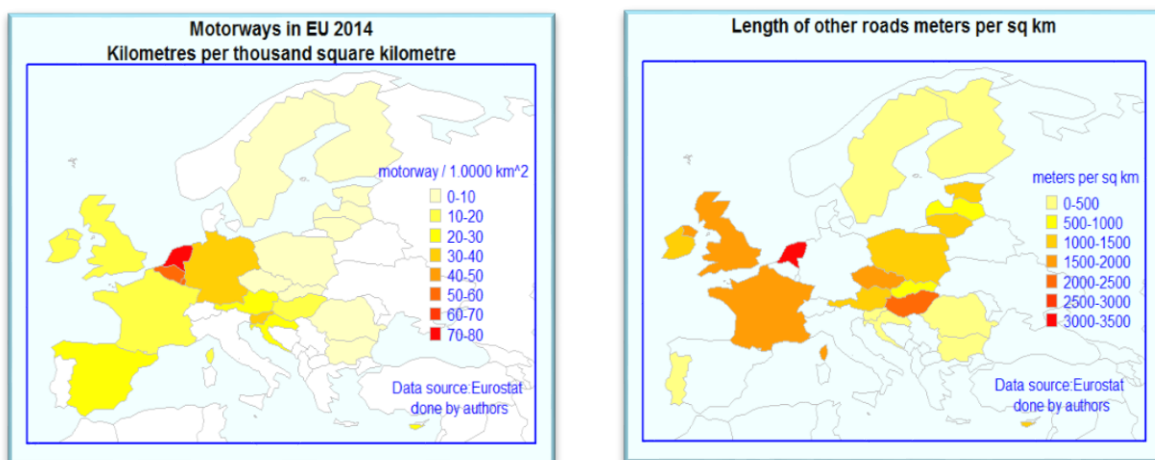 Motorways in EU 2014
Kilometres per thousand square kilometre
motorway / 1.0000 km^2
0-10
10-20
20-30
30-40
40-50
50-60
60-70
70-80
Data source:Eurostat
done by authors
Length of other roads meters per sq km
meters per sq km
0-500
500-1000
1000-1500
1500-2000
2000-2500
2500-3000
3000-3500
Data source:Eurostat
done by authors